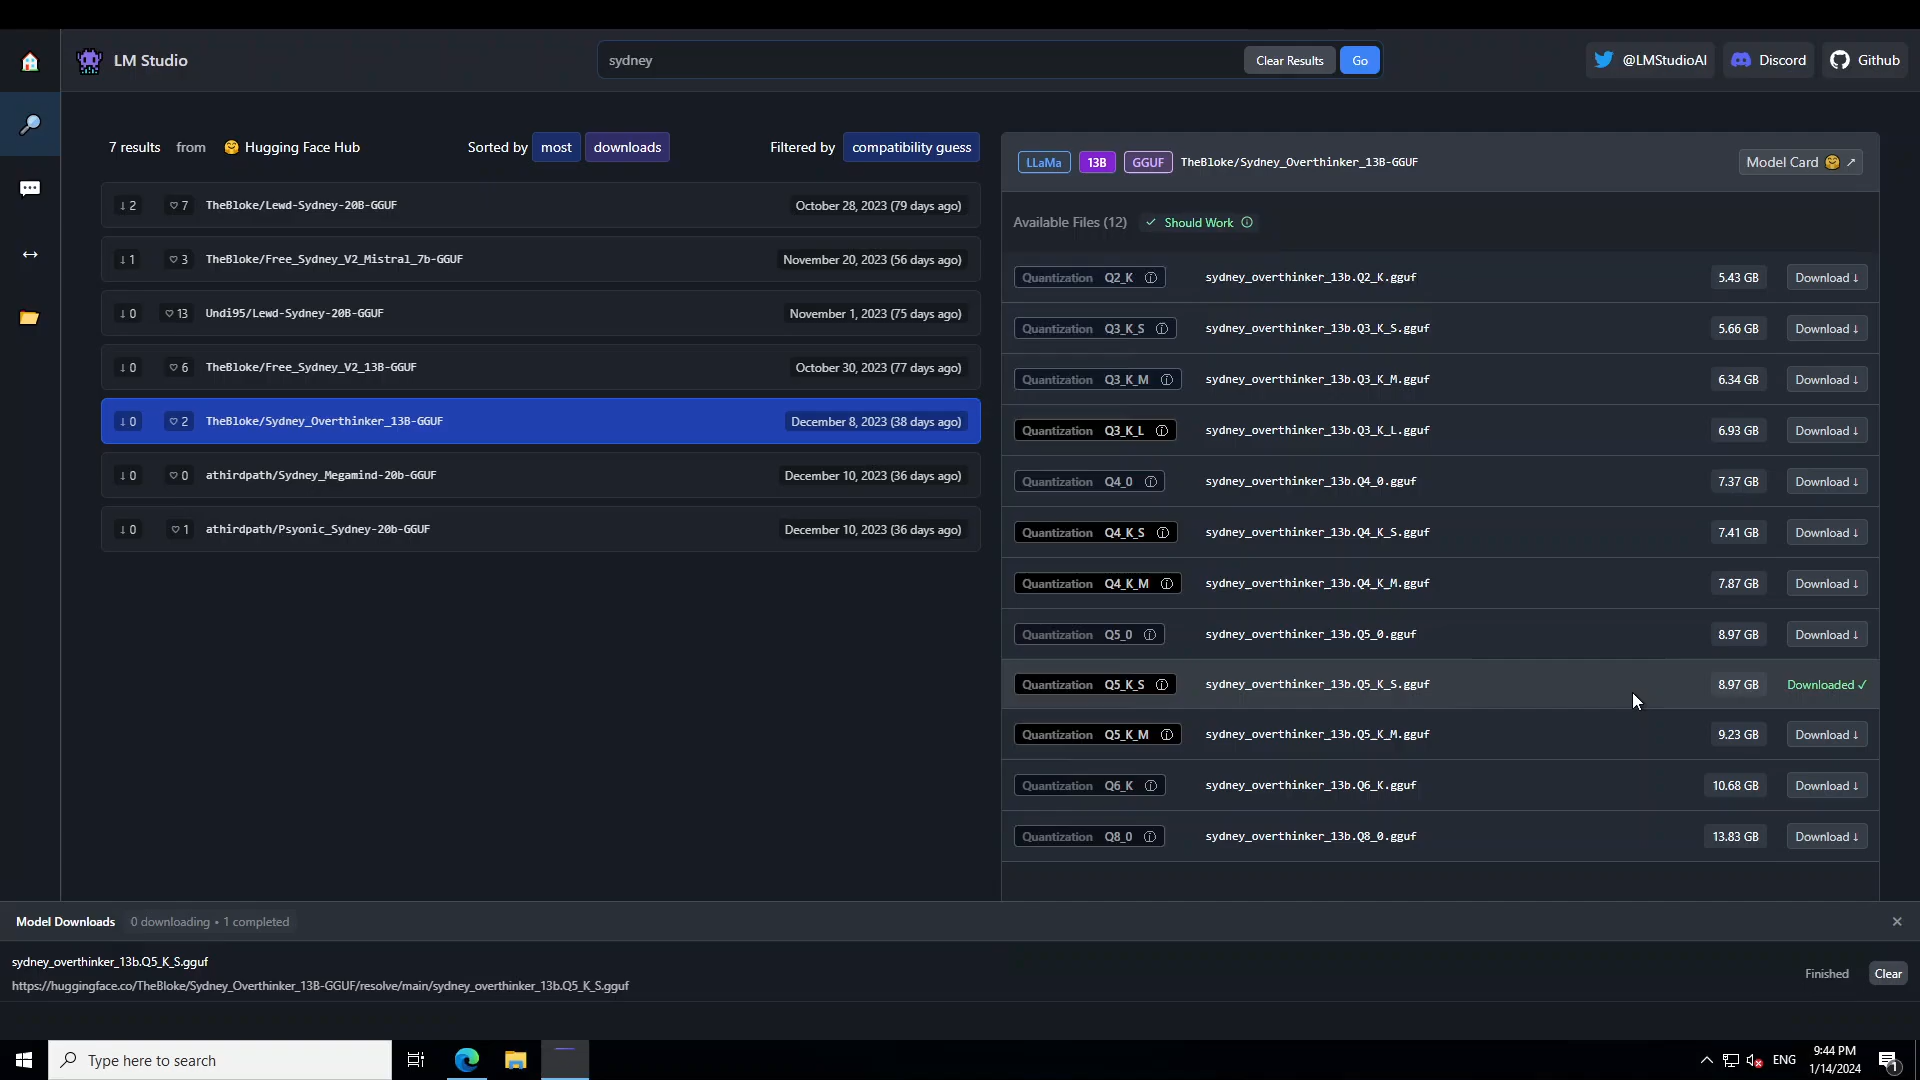 LM Studio
sydney
Clear Results
Go
@LMStudioAI
Discord
Github
7 results from Hugging Face Hub
Sorted by most downloads
Filtered by compatibility guess
↓ 2 ♡ 7 TheBloke/Lewd-Sydney-20B-GGUF October 28, 2023 (79 days ago)
↓ 1 ♡ 3 TheBloke/Free_Sydney_V2_Mistral_7b-GGUF November 20, 2023 (56 days ago)
↓ 0 ♡ 13 Undi95/Lewd-Sydney-20B-GGUF November 1, 2023 (75 days ago)
↓ 0 ♡ 6 TheBloke/Free_Sydney_V2_13B-GGUF October 30, 2023 (77 days ago)
↓ 0 ♡ 2 TheBloke/Sydney_Overthinker_13B-GGUF December 8, 2023 (38 days ago)
↓ 0 ♡ 0 athirdpath/Sydney_Megamind-20b-GGUF December 10, 2023 (36 days ago)
↓ 0 ♡ 1 athirdpath/Psyonic_Sydney-20b-GGUF December 10, 2023 (36 days ago)
LLaMa 13B GGUF TheBloke/Sydney_Overthinker_13B-GGUF Model Card ↗
Available Files (12) ✓ Should Work
Quantization Q2_K sydney_overthinker_13b.Q2_K.gguf 5.43 GB Download ↓
Quantization Q3_K_S sydney_overthinker_13b.Q3_K_S.gguf 5.66 GB Download ↓
Quantization Q3_K_M sydney_overthinker_13b.Q3_K_M.gguf 6.34 GB Download ↓
Quantization Q3_K_L sydney_overthinker_13b.Q3_K_L.gguf 6.93 GB Download ↓
Quantization Q4_0 sydney_overthinker_13b.Q4_0.gguf 7.37 GB Download ↓
Quantization Q4_K_S sydney_overthinker_13b.Q4_K_S.gguf 7.41 GB Download ↓
Quantization Q4_K_M sydney_overthinker_13b.Q4_K_M.gguf 7.87 GB Download ↓
Quantization Q5_0 sydney_overthinker_13b.Q5_0.gguf 8.97 GB Download ↓
Quantization Q5_K_S sydney_overthinker_13b.Q5_K_S.gguf 8.97 GB Downloaded ✓
Quantization Q5_K_M sydney_overthinker_13b.Q5_K_M.gguf 9.23 GB Download ↓
Quantization Q6_K sydney_overthinker_13b.Q6_K.gguf 10.68 GB Download ↓
Quantization Q8_0 sydney_overthinker_13b.Q8_0.gguf 13.83 GB Download ↓
Model Downloads 0 downloading • 1 completed
sydney_overthinker_13b.Q5_K_S.gguf
https://huggingface.co/TheBloke/Sydney_Overthinker_13B-GGUF/resolve/main/sydney_overthinker_13b.Q5_K_S.gguf
Finished Clear
Type here to search
ENG
9:44 PM
1/14/2024
1